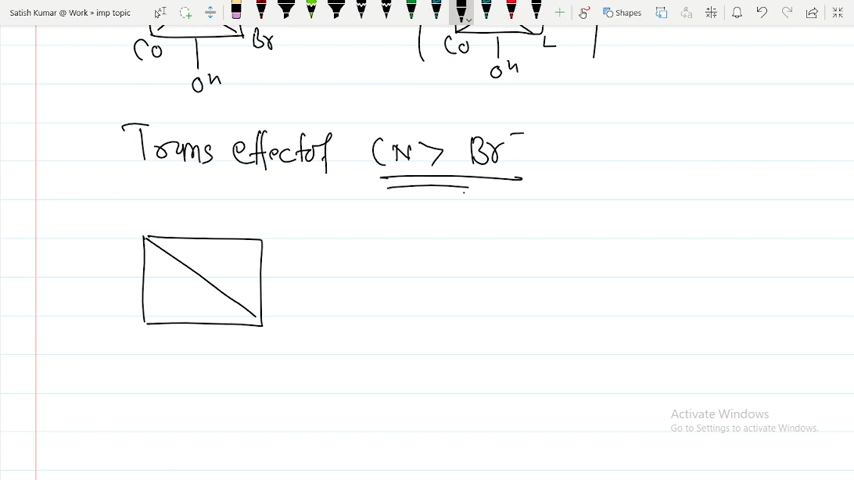 Satish Kumar @ Work » imp topic
Shapes
Co Br
OH
Co L
OH
Trans effect of CN > Br⁻
Activate Windows
Go to Settings to activate Windows.